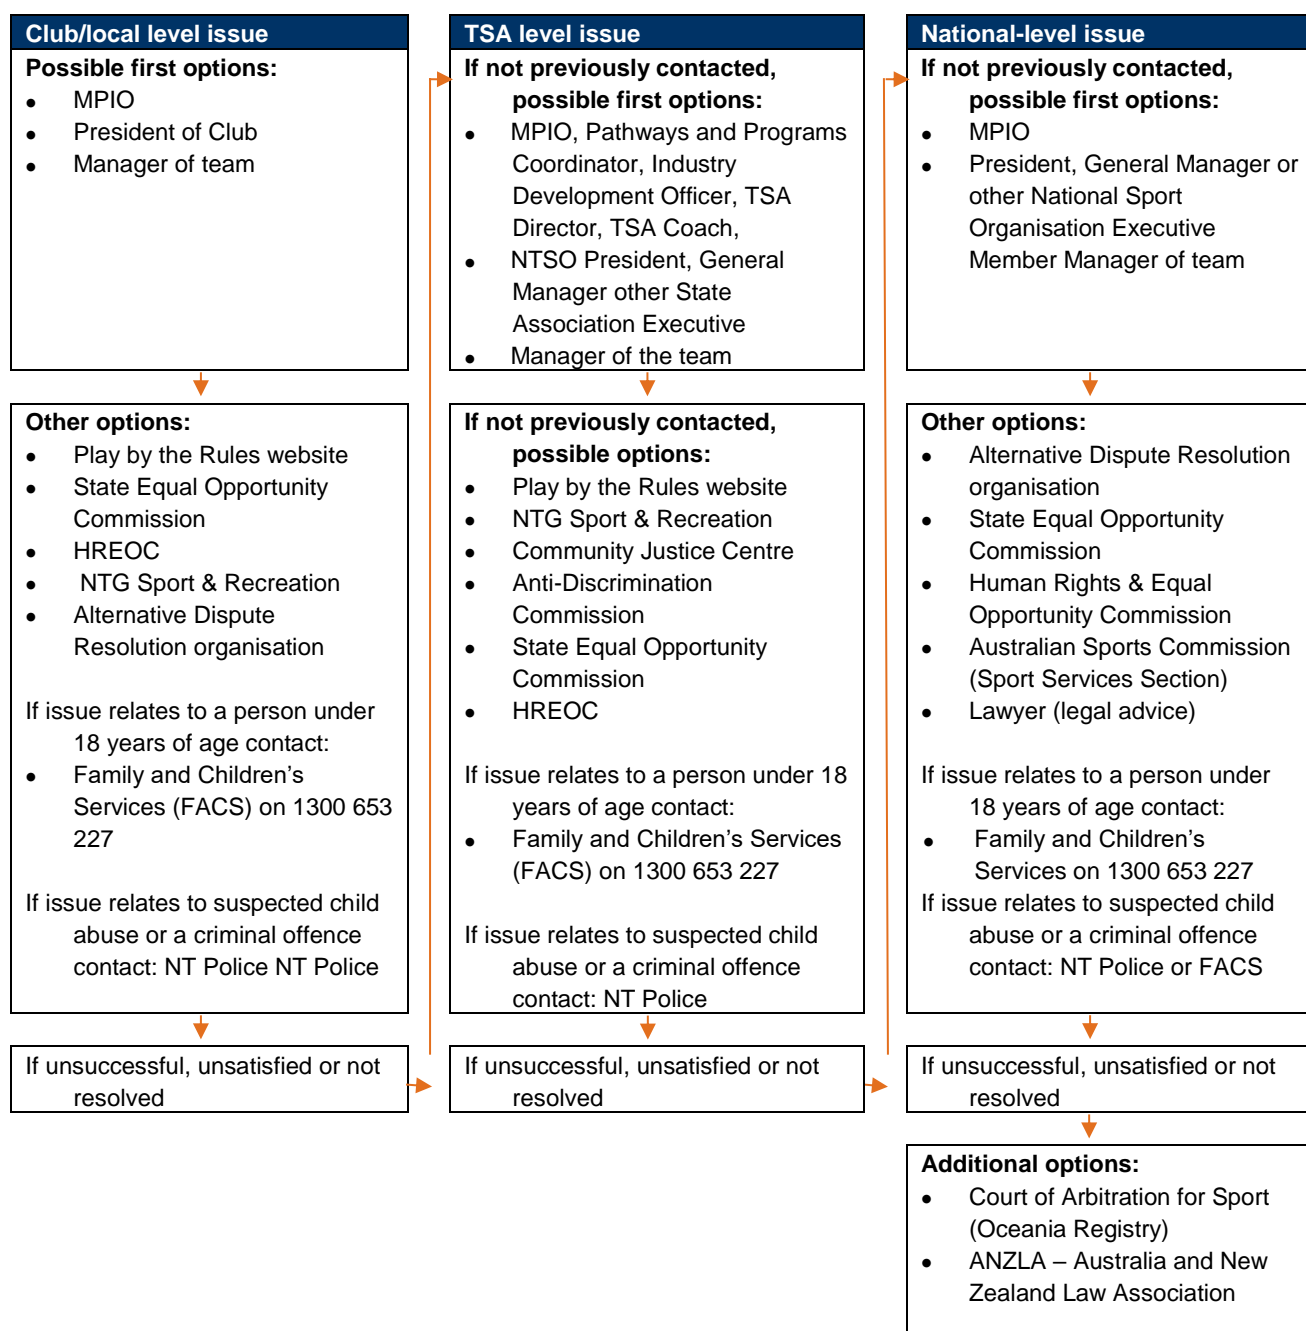 Club/local level issue
Possible first options:
● MPIO
● President of Club
● Manager of team
Other options:
● Play by the Rules website
● State Equal Opportunity
Commission
● HREOC
● NTG Sport & Recreation
● Alternative Dispute
Resolution organisation
If issue relates to a person under
18 years of age contact:
● Family and Children’s
Services (FACS) on 1300 653
227
If issue relates to suspected child
abuse or a criminal offence
contact: NT Police NT Police
If unsuccessful, unsatisfied or not
resolved
TSA level issue
If not previously contacted,
possible first options:
● MPIO, Pathways and Programs
Coordinator, Industry
Development Officer, TSA
Director, TSA Coach,
● NTSO President, General
Manager other State
Association Executive
● Manager of the team
If not previously contacted,
possible options:
● Play by the Rules website
● NTG Sport & Recreation
● Community Justice Centre
● Anti-Discrimination
Commission
● State Equal Opportunity
Commission
● HREOC
If issue relates to a person under 18
years of age contact:
● Family and Children’s Services
(FACS) on 1300 653 227
If issue relates to suspected child
abuse or a criminal offence
contact: NT Police
If unsuccessful, unsatisfied or not
resolved
National-level issue
If not previously contacted,
possible first options:
● MPIO
● President, General Manager or
other National Sport
Organisation Executive
Member Manager of team
Other options:
● Alternative Dispute Resolution
organisation
● State Equal Opportunity
Commission
● Human Rights & Equal
Opportunity Commission
● Australian Sports Commission
(Sport Services Section)
● Lawyer (legal advice)
If issue relates to a person under
18 years of age contact:
● Family and Children’s
Services on 1300 653 227
If issue relates to suspected child
abuse or a criminal offence
contact: NT Police or FACS
If unsuccessful, unsatisfied or not
resolved
Additional options:
● Court of Arbitration for Sport
(Oceania Registry)
● ANZLA – Australia and New
Zealand Law Association